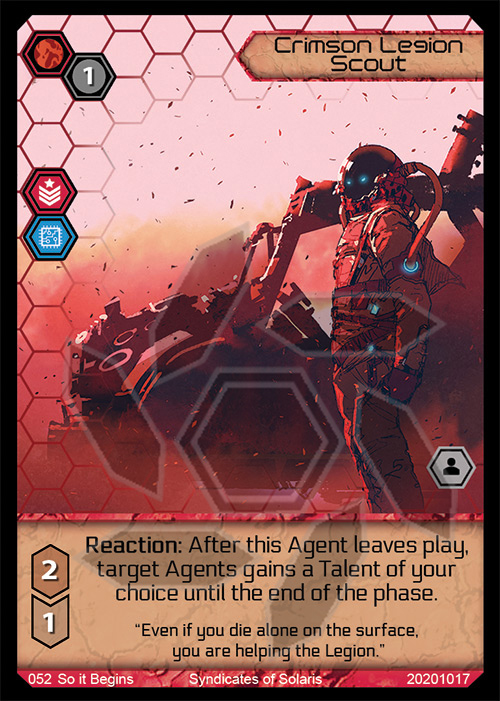 Crimson Legion
Scout
1
Reaction: After this Agent leaves play,
target Agents gains a Talent of your
choice until the end of the phase.
2
1
“Even if you die alone on the surface,
you are helping the Legion.”
052 So it Begins Syndicates of Solaris 20201017